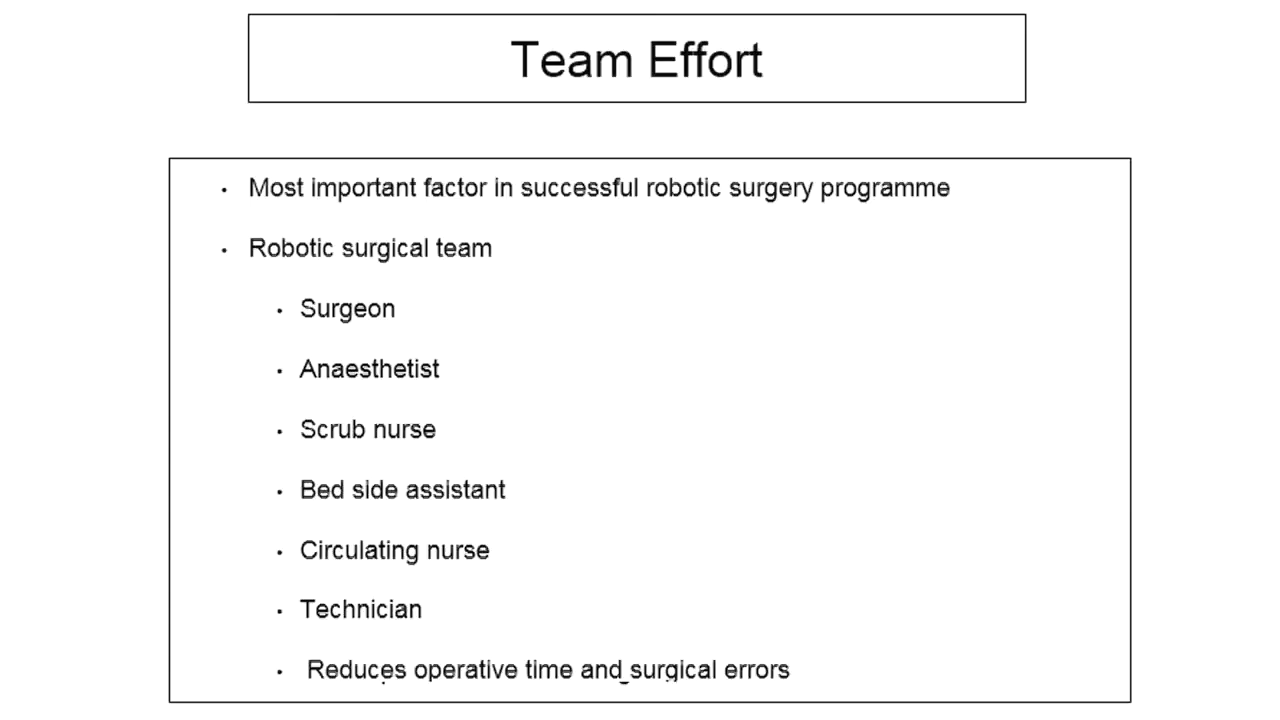 Team Effort
• Most important factor in successful robotic surgery programme
• Robotic surgical team
• Surgeon
• Anaesthetist
• Scrub nurse
• Bed side assistant
• Circulating nurse
• Technician
• Reduces operative time and surgical errors